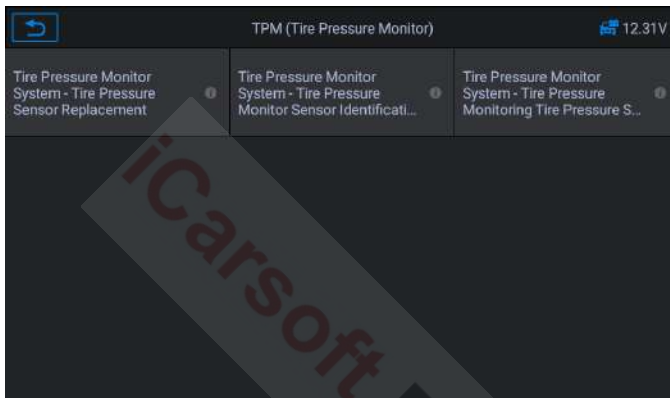 TPM (Tire Pressure Monitor)
12.31V
Tire Pressure Monitor
System - Tire Pressure
Sensor Replacement
Tire Pressure Monitor
System - Tire Pressure
Monitor Sensor Identificati...
Tire Pressure Monitor
System - Tire Pressure
Monitoring Tire Pressure S...
iCarsoft